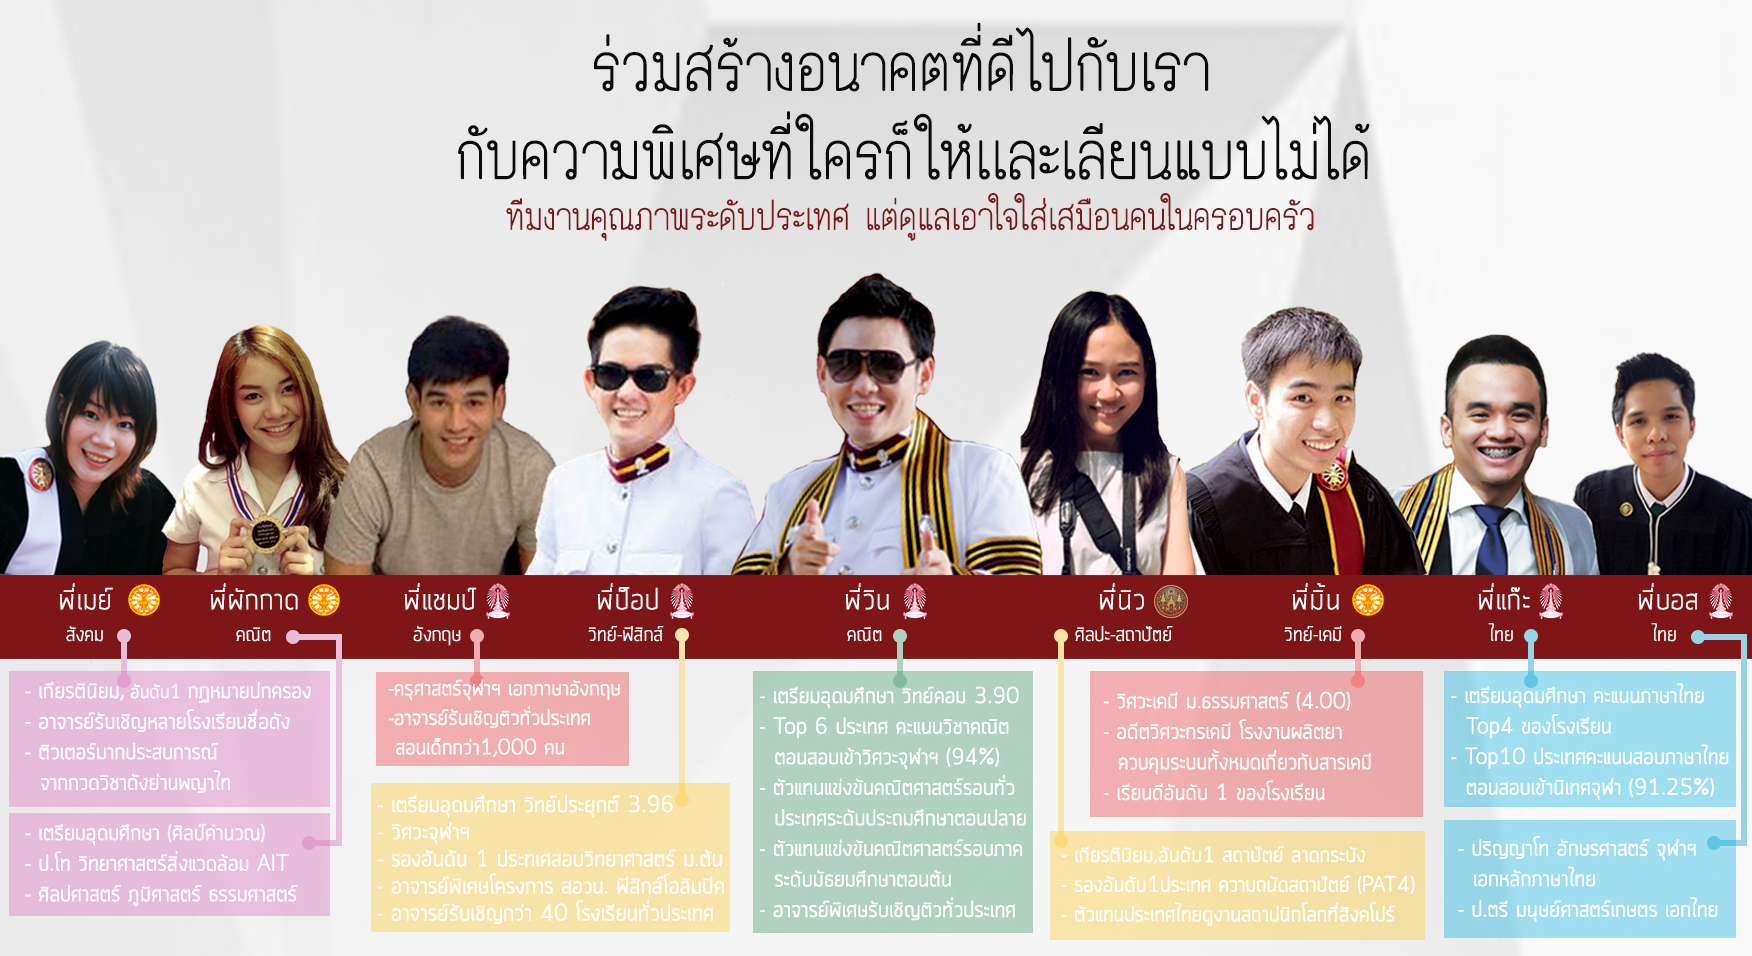 ร่วมสร้างอนาคตที่ดีไปกับเรา
กับความพิเศษที่ใครก็ให้และเลียนแบบไม่ได้
ทีมงานคุณภาพระดับประเทศ แต่ดูแลเอาใจใส่เสมือนคนในครอบครัว
พี่เมย์
สังคม
พี่ผักกาด
คณิต
พี่แชมป์
อังกฤษ
พี่ป๊อป
วิทย์-ฟิสิกส์
พี่วิน
คณิต
พี่นิว
ศิลปะ-สถาปัตย์
พี่มิ้น
วิทย์-เคมี
พี่แก๊ะ
ไทย
พี่บอส
ไทย
- เกียรตินิยม, อันดับ1 กฎหมายปกครอง
- อาจารย์รับเชิญหลายโรงเรียนชื่อดัง
- ติวเตอร์มากประสบการณ์
จากกวดวิชาดังย่านพญาไท
- เตรียมอุดมศึกษา (ศิลป์คำนวณ)
- ป.โท วิทยาศาสตร์สิ่งแวดล้อม AIT
- ศิลปศาสตร์ ภูมิศาสตร์ ธรรมศาสตร์
-ครุศาสตร์จุฬาฯ เอกภาษาอังกฤษ
-อาจารย์รับเชิญติวทั่วประเทศ
สอนเด็กกว่า1,000 คน
- เตรียมอุดมศึกษา วิทย์ประยุกต์ 3.96
- วิศวะจุฬาฯ
- รองอันดับ 1 ประเทศสอบวิทยาศาสตร์ ม.ต้น
- อาจารย์พิเศษโครงการ สอวน. ฟิสิกส์โอลิมปิค
- อาจารย์รับเชิญกว่า 40 โรงเรียนทั่วประเทศ
- เตรียมอุดมศึกษา วิทย์คอม 3.90
- Top 6 ประเทศ คะแนนวิชาคณิต
ตอนสอบเข้าวิศวะจุฬาฯ (94%)
- ตัวแทนแข่งขันคณิตศาสตร์รอบทั่ว
ประเทศระดับประถมศึกษาตอนปลาย
- ตัวแทนแข่งขันคณิตศาสตร์รอบภาค
ระดับมัธยมศึกษาตอนต้น
- อาจารย์พิเศษรับเชิญติวทั่วประเทศ
- วิศวะเคมี ม.ธรรมศาสตร์ (4.00)
- อดีตวิศวะกรเคมี โรงงานผลิตยา
ควบคุมระบบทั้งหมดเกี่ยวกับสารเคมี
- เรียนดีอันดับ 1 ของโรงเรียน
- เกียรตินิยม,อันดับ1 สถาปัตย์ ลาดกระบัง
- รองอันดับ1ประเทศ ความถนัดสถาปัตย์ (PAT4)
- ตัวแทนประเทศไทยดูงานสถาปนิกโลกที่สิงคโปร์
- เตรียมอุดมศึกษา คะแนนภาษาไทย
Top4 ของโรงเรียน
- Top10 ประเทศคะแนนสอบภาษาไทย
ตอนสอบเข้านิเทศจุฬา (91.25%)
- ปริญญาโท อักษรศาสตร์ จุฬาฯ
เอกหลักภาษาไทย
- ป.ตรี มนุษย์ศาสตร์เกษตร เอกไทย